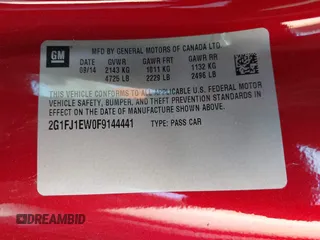 GM
MFD BY GENERAL MOTORS OF CANADA LTD.
DATE GVWR GAWR FRT GAWR RR
09/14 2143 KG 1011 KG 1132 KG
4725 LB 2229 LB 2496 LB
THIS VEHICLE CONFORMS TO ALL APPLICABLE U.S. FEDERAL MOTOR
VEHICLE SAFETY, BUMPER, AND THEFT PREVENTION STANDARDS IN
EFFECT ON THE DATE OF MANUFACTURE SHOWN ABOVE.
2G1FJ1EW0F9144441 TYPE: PASS CAR
DREAMBID